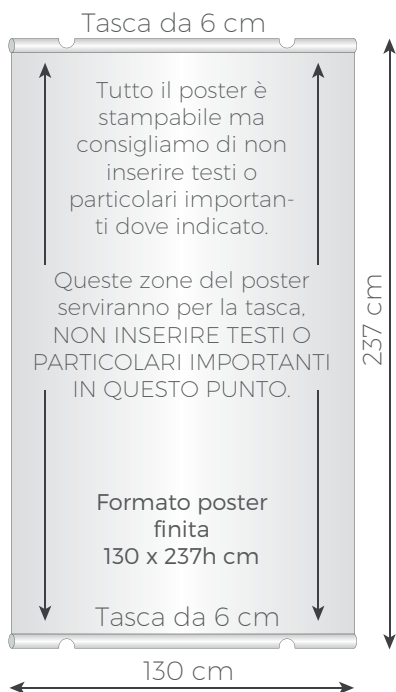 Tasca da 6 cm
Tutto il poster è
stampabile ma
consigliamo di non
inserire testi o
particolari importan-
ti dove indicato.
Queste zone del poster
serviranno per la tasca,
NON INSERIRE TESTI O
PARTICOLARI IMPORTANTI
IN QUESTO PUNTO.
237 cm
Formato poster
finita
130 x 237h cm
Tasca da 6 cm
130 cm